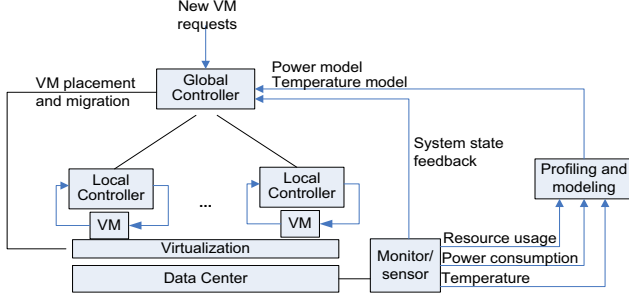 New VM
requests
Power model
Temperature model
VM placement
and migration
Global
Controller
System state
feedback
Local
Controller
VM
...
Local
Controller
VM
Profiling and
modeling
Virtualization
Data Center
Monitor/
sensor
Resource usage
Power consumption
Temperature